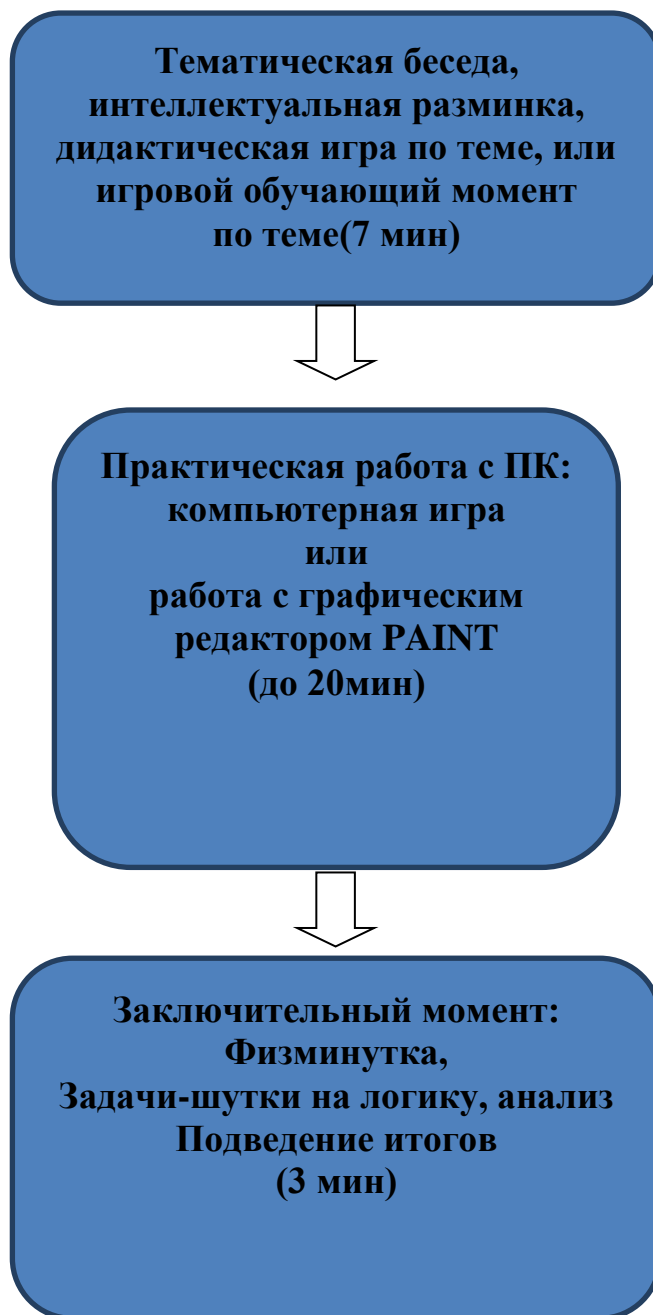 Тематическая беседа,
интеллектуальная разминка,
дидактическая игра по теме, или
игровой обучающий момент
по теме(7 мин)
Практическая работа с ПК:
компьютерная игра
или
работа с графическим
редактором PAINT
(до 20мин)
Заключительный момент:
Физминутка,
Задачи-шутки на логику, анализ
Подведение итогов
(3 мин)